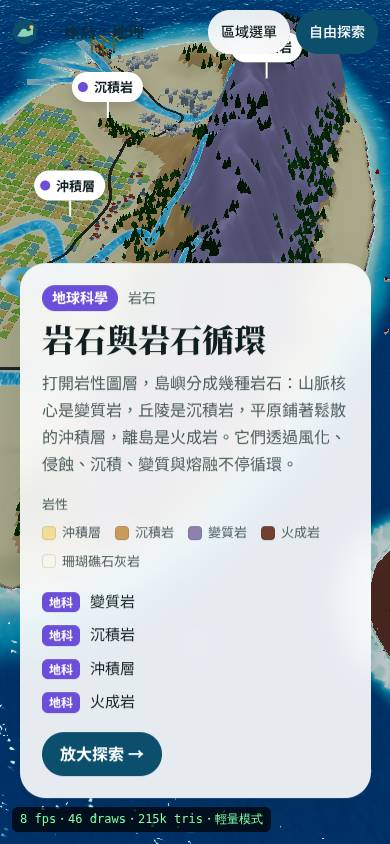 區域選單
自由探索
岩
沉積岩
沖積層
地球科學 岩石
岩石與岩石循環
打開岩性圖層，島嶼分成幾種岩石：山脈核
心是變質岩，丘陵是沉積岩，平原鋪著鬆散
的沖積層，離島是火成岩。它們透過風化、
侵蝕、沉積、變質與熔融不停循環。
岩性
沖積層 沉積岩 變質岩 火成岩
珊瑚礁石灰岩
地科 變質岩
地科 沉積岩
地科 沖積層
地科 火成岩
放大探索 →
8 fps · 46 draws · 215k tris · 輕量模式